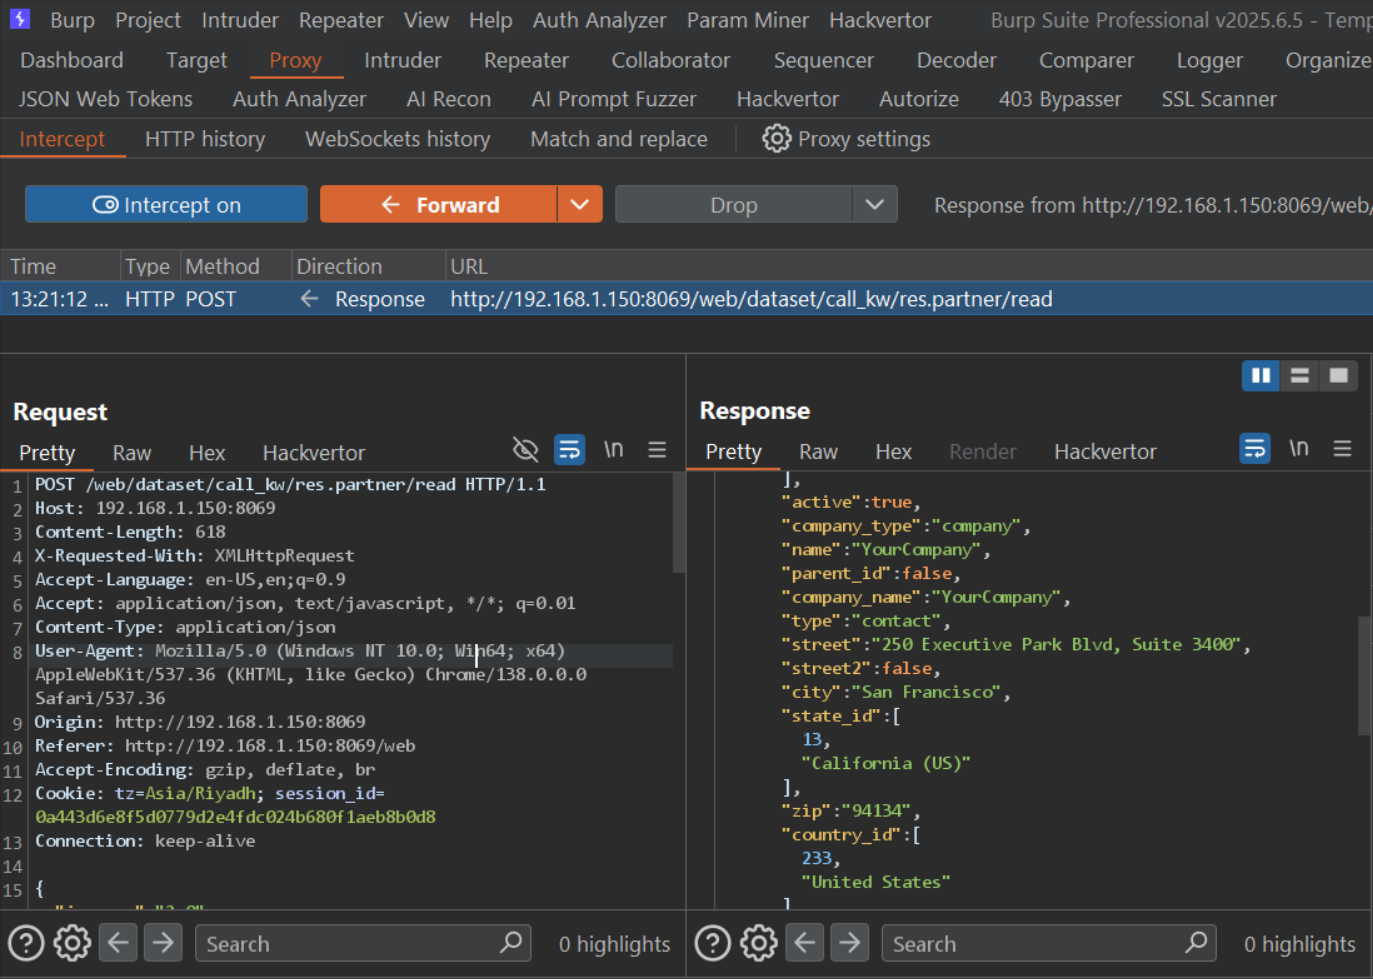 Burp Project Intruder Repeater View Help Auth Analyzer Param Miner Hackvertor Burp Suite Professional v2025.6.5 - Temp
Dashboard Target Proxy Intruder Repeater Collaborator Sequencer Decoder Comparer Logger Organize
JSON Web Tokens Auth Analyzer AI Recon AI Prompt Fuzzer Hackvertor Autorize 403 Bypasser SSL Scanner
Intercept HTTP history WebSockets history Match and replace Proxy settings
Intercept on Forward Drop Response from http://192.168.1.150:8069/web/
Time Type Method Direction URL
13:21:12 ... HTTP POST ← Response http://192.168.1.150:8069/web/dataset/call_kw/res.partner/read
Request
Pretty Raw Hex Hackvertor \n
1 POST /web/dataset/call_kw/res.partner/read HTTP/1.1
2 Host: 192.168.1.150:8069
3 Content-Length: 618
4 X-Requested-With: XMLHttpRequest
5 Accept-Language: en-US,en;q=0.9
6 Accept: application/json, text/javascript, */*; q=0.01
7 Content-Type: application/json
8 User-Agent: Mozilla/5.0 (Windows NT 10.0; Win64; x64)
AppleWebKit/537.36 (KHTML, like Gecko) Chrome/138.0.0.0
Safari/537.36
9 Origin: http://192.168.1.150:8069
10 Referer: http://192.168.1.150:8069/web
11 Accept-Encoding: gzip, deflate, br
12 Cookie: tz=Asia/Riyadh; session_id=
0a443d6e8f5d0779d2e4fdc024b680f1aeb8b0d8
13 Connection: keep-alive
14
15 {
Search 0 highlights
Response
Pretty Raw Hex Render Hackvertor \n
],
"active":true,
"company_type":"company",
"name":"YourCompany",
"parent_id":false,
"company_name":"YourCompany",
"type":"contact",
"street":"250 Executive Park Blvd, Suite 3400",
"street2":false,
"city":"San Francisco",
"state_id":[
13,
"California (US)"
],
"zip":"94134",
"country_id":[
233,
"United States"
]
Search 0 highlights